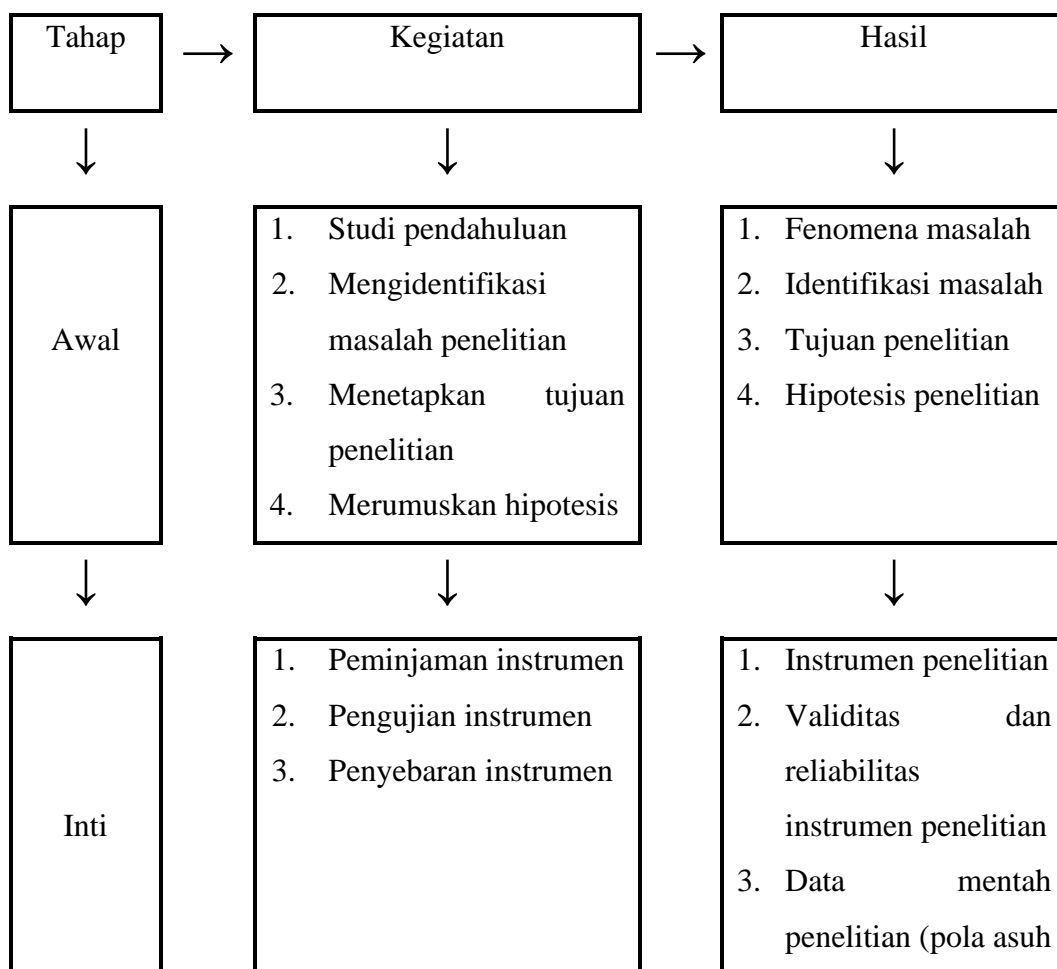 Tahap
Kegiatan
Hasil
Awal
1. Studi pendahuluan
2. Mengidentifikasi
masalah penelitian
3. Menetapkan tujuan
penelitian
4. Merumuskan hipotesis
1. Fenomena masalah
2. Identifikasi masalah
3. Tujuan penelitian
4. Hipotesis penelitian
Inti
1. Peminjaman instrumen
2. Pengujian instrumen
3. Penyebaran instrumen
1. Instrumen penelitian
2. Validitas dan
reliabilitas
instrumen penelitian
3. Data mentah
penelitian (pola asuh